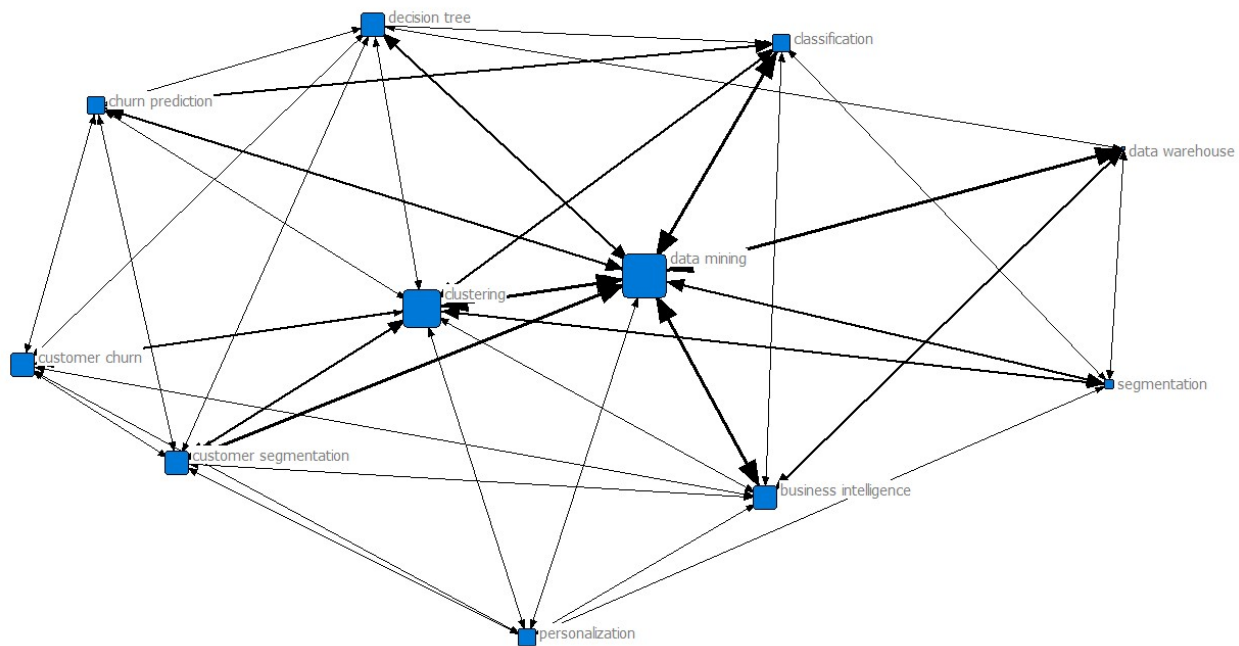 decision tree
classification
churn prediction
data warehouse
data mining
clustering
customer churn
segmentation
customer segmentation
business intelligence
personalization